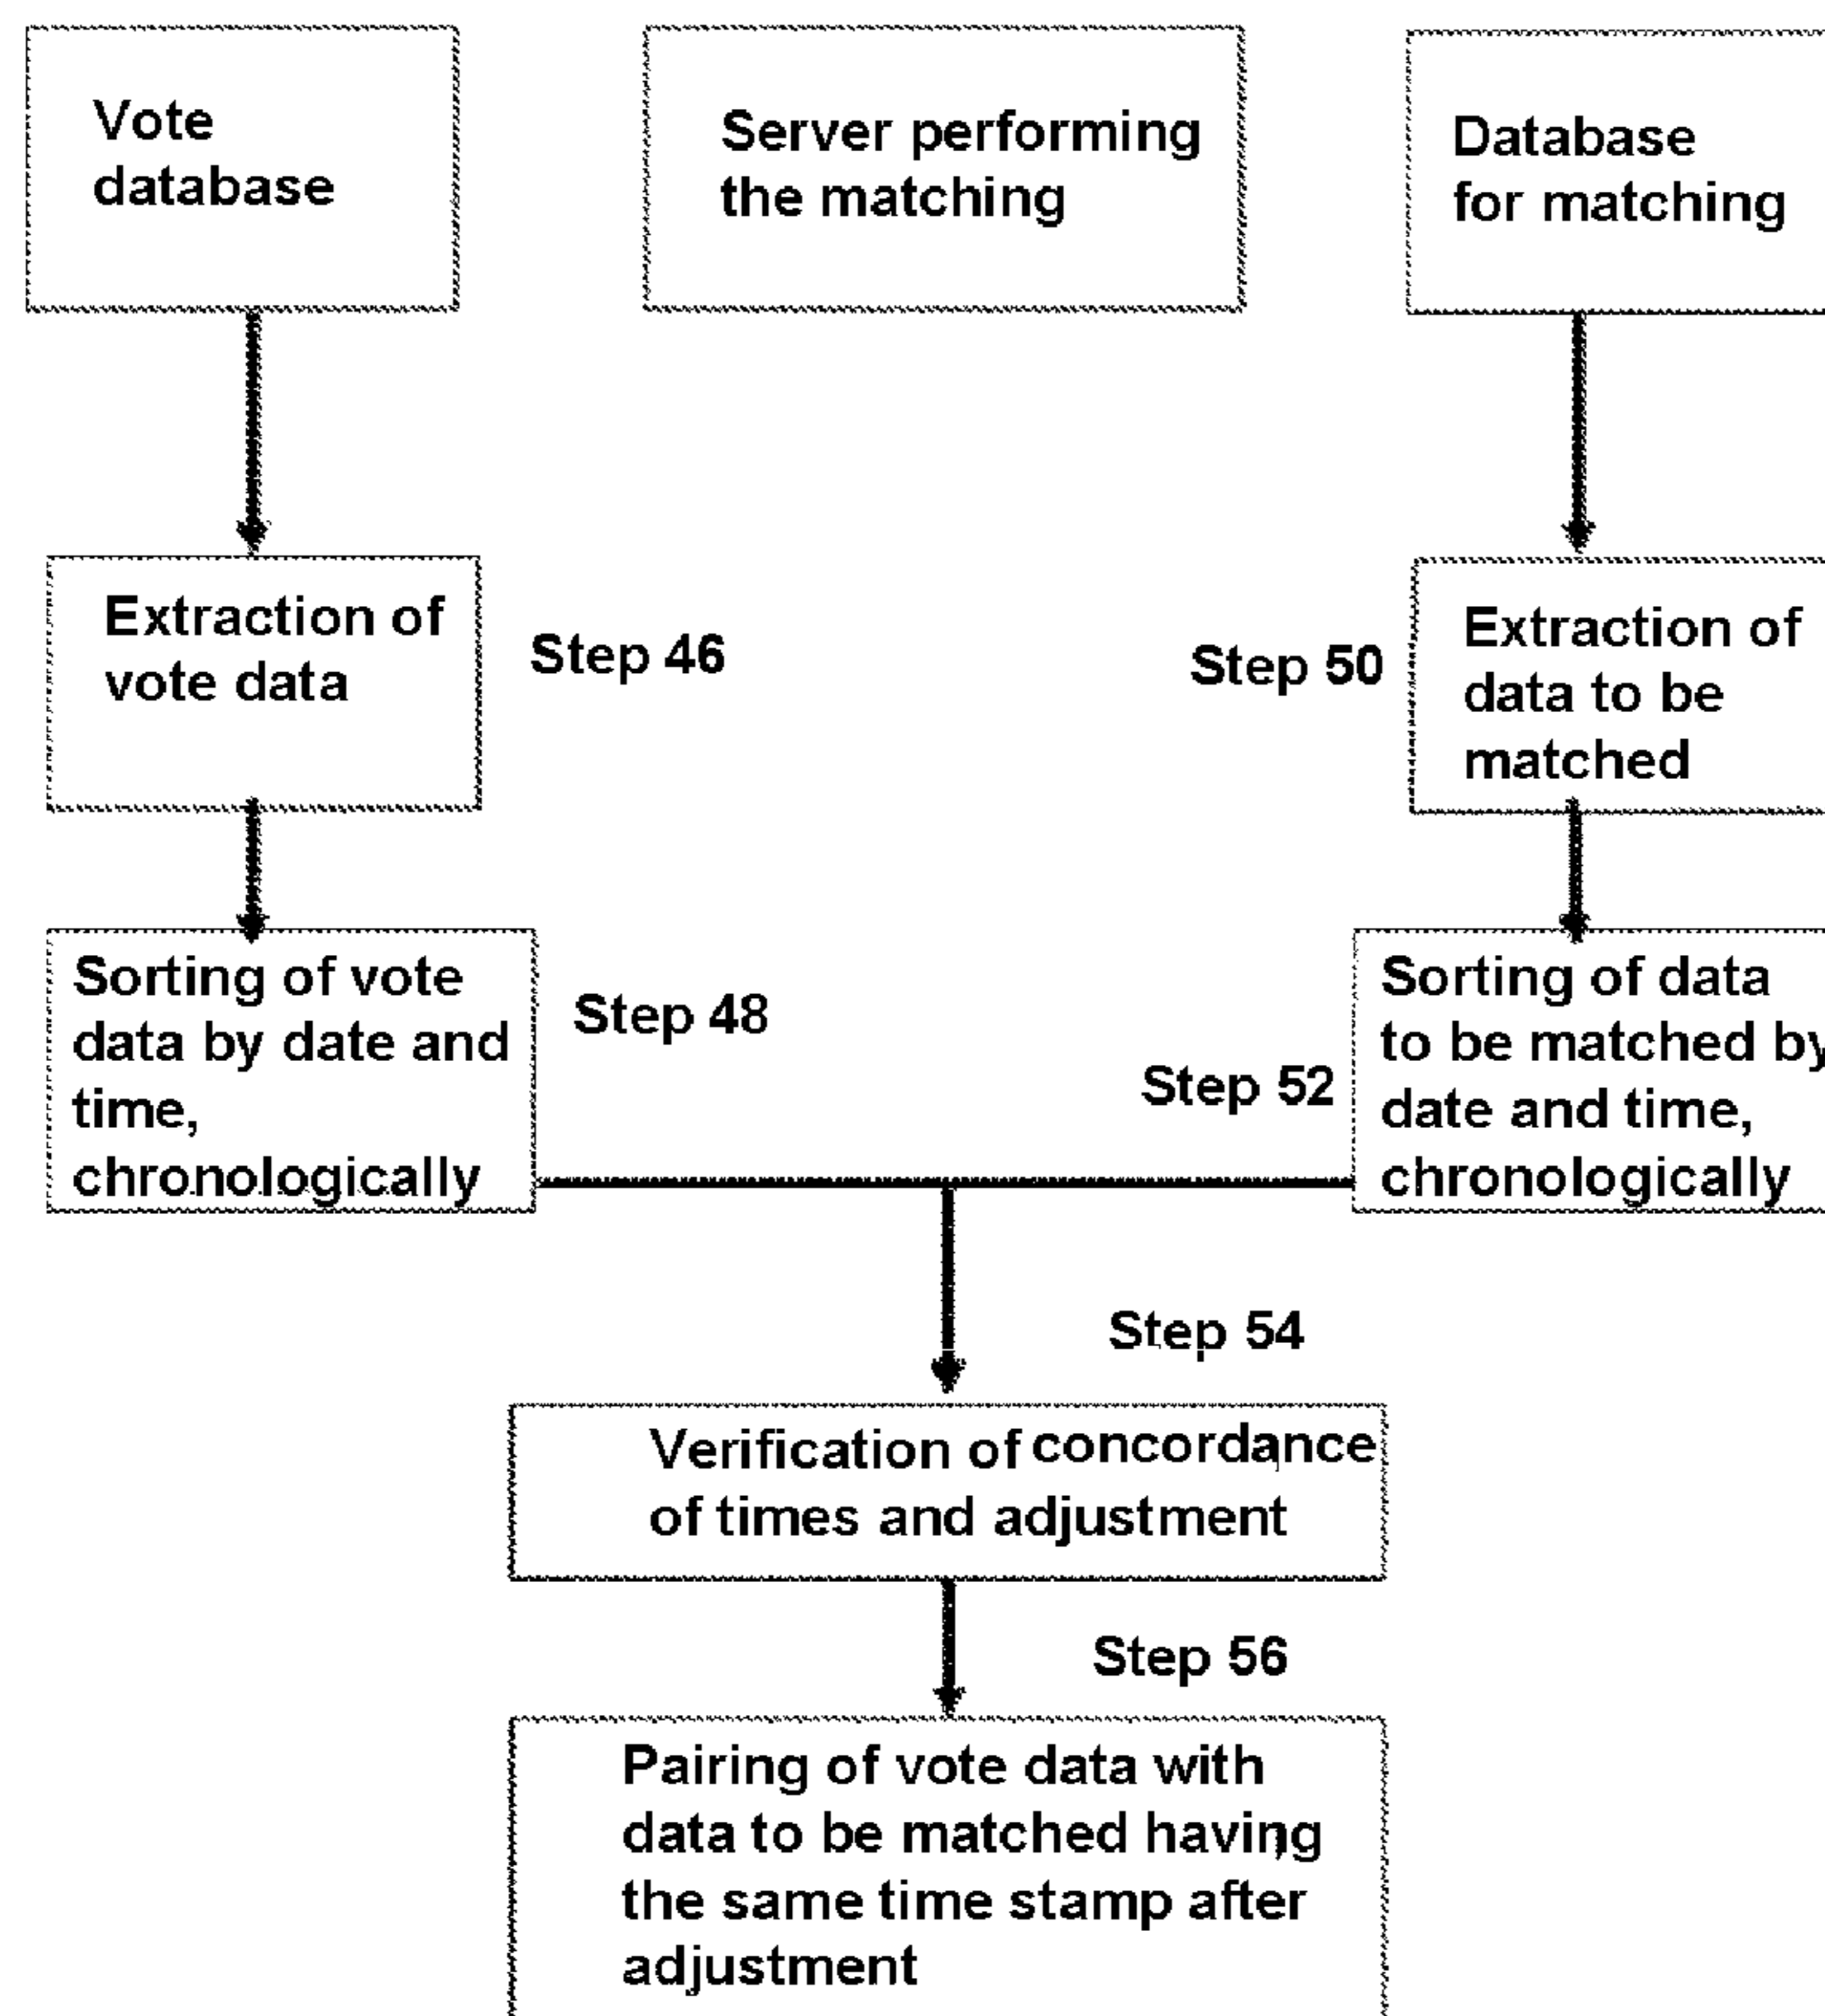 Vote
database
Server performing
the matching
Database
for matching
Extraction of
vote data
Step 46
Step 50
Extraction of
data to be
matched
Sorting of vote
data by date and
time,
chronologically
Step 48
Step 52
Sorting of data
to be matched by
date and time,
chronologically
Step 54
Verification of concordance
of times and adjustment
Step 56
Pairing of vote data with
data to be matched having
the same time stamp after
adjustment